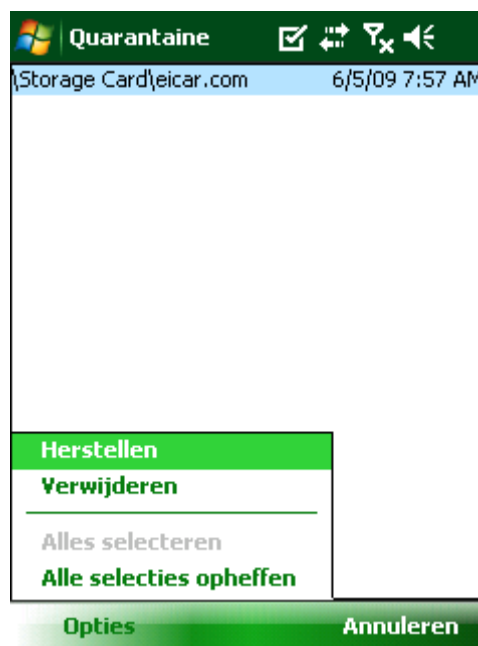 Quarantaine
\Storage Card\eicar.com 6/5/09 7:57 AM
Herstellen
Verwijderen
Alles selecteren
Alle selecties opheffen
Opties Annuleren